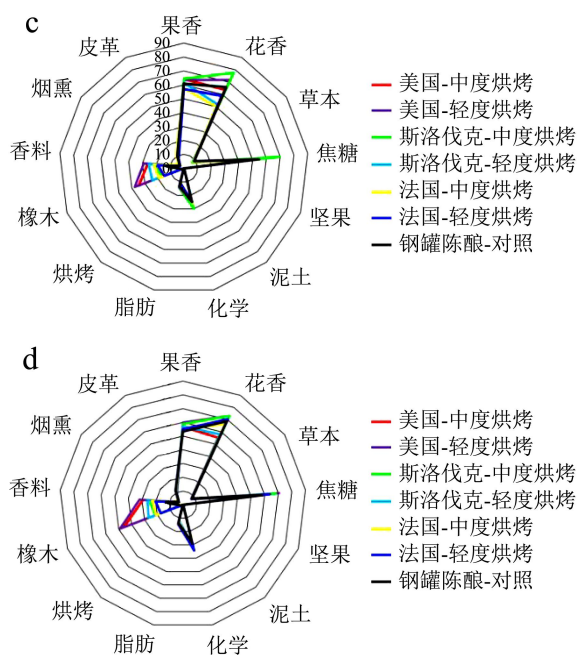 c
果香
花香
草本
焦糖
坚果
泥土
化学
脂肪
烘烤
橡木
香料
烟熏
皮革
90
80
70
60
50
40
30
20
10
0
美国-中度烘烤
美国-轻度烘烤
斯洛伐克-中度烘烤
斯洛伐克-轻度烘烤
法国-中度烘烤
法国-轻度烘烤
钢罐陈酿-对照
d
果香
花香
草本
焦糖
坚果
泥土
化学
脂肪
烘烤
橡木
香料
烟熏
皮革
美国-中度烘烤
美国-轻度烘烤
斯洛伐克-中度烘烤
斯洛伐克-轻度烘烤
法国-中度烘烤
法国-轻度烘烤
钢罐陈酿-对照